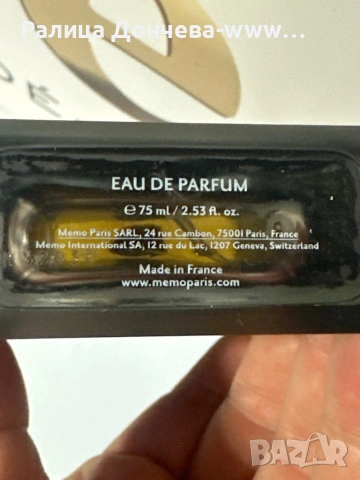 Ралица Дончева-www...
EAU DE PARFUM
℮ 75 ml / 2.53 fl. oz.
Memo Paris SARL, 24 rue Cambon, 75001 Paris, France
Memo International SA, 12 rue du Lac, 1207 Geneva, Switzerland
Made in France
www.memoparis.com
BAZAR